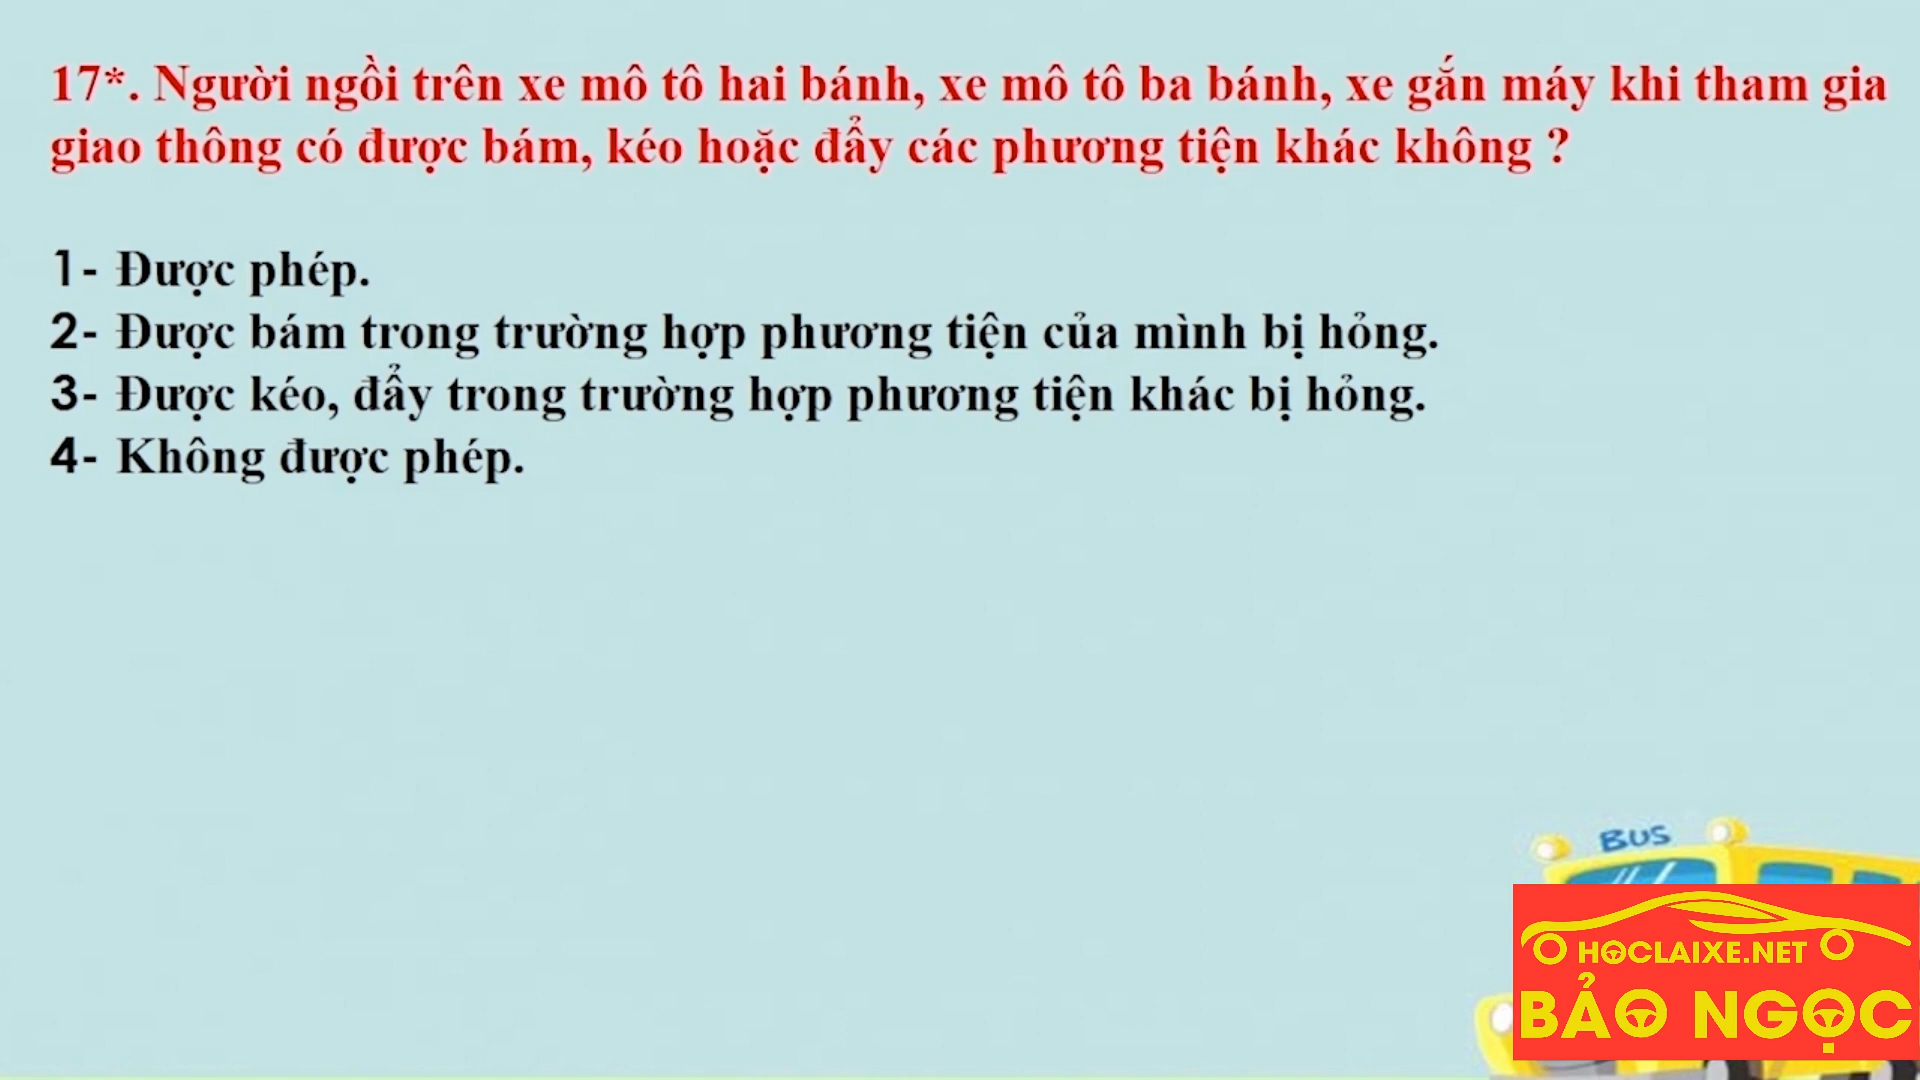 17*. Người ngồi trên xe mô tô hai bánh, xe mô tô ba bánh, xe gắn máy khi tham gia
giao thông có được bám, kéo hoặc đẩy các phương tiện khác không ?
1- Được phép.
2- Được bám trong trường hợp phương tiện của mình bị hỏng.
3- Được kéo, đẩy trong trường hợp phương tiện khác bị hỏng.
4- Không được phép.
BUS
HOCLAIXE.NET
BẢO NGỌC